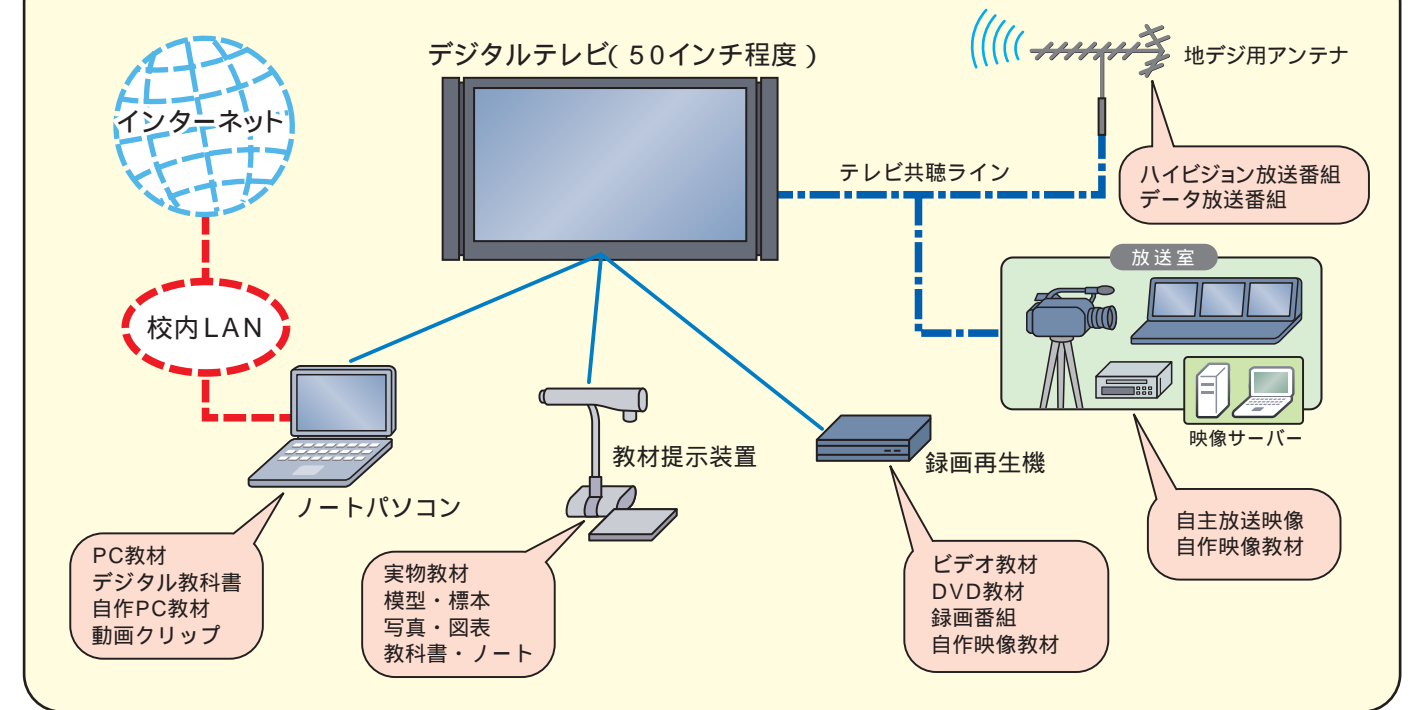 デジタルテレビ(50インチ程度)
地デジ用アンテナ
インターネット
テレビ共聴ライン
ハイビジョン放送番組
データ放送番組
放送室
校内LAN
映像サーバー
教材提示装置
録画再生機
ノートパソコン
自主放送映像
自作映像教材
PC教材
デジタル教科書
自作PC教材
動画クリップ
実物教材
模型・標本
写真・図表
教科書・ノート
ビデオ教材
DVD教材
録画番組
自作映像教材